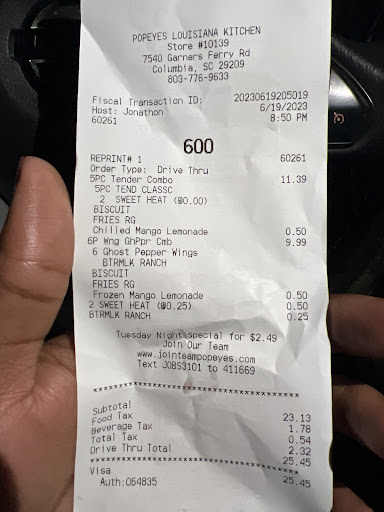 POPEYES LOUISIANA KITCHEN
Store #10139
7540 Garners Ferry Rd
Columbia, SC 29209
803-776-9633
Fiscal Transaction ID: 20230619205019
Host: Jonathon 6/19/2023
60261 8:50 PM
600
REPRINT# 1 60261
Order Type: Drive Thru
5PC Tender Combo 11.39
5PC TEND CLASSC
2 SWEET HEAT (@0.00)
BISCUIT
FRIES RG
Chilled Mango Lemonade 0.50
6P Wng GhPpr Cmb 9.99
6 Ghost Pepper Wings
BTRMLK RANCH
BISCUIT
FRIES RG
Frozen Mango Lemonade 0.50
2 SWEET HEAT (@0.25) 0.50
BTRMLK RANCH 0.25
Tuesday Night Special for $2.49
Join Our Team
www.jointeampopeyes.com
Text JOBS3101 to 411669
****************************************
Subtotal 23.13
Food Tax 1.78
Beverage Tax 0.54
Total Tax 2.32
Drive Thru Total 25.45
****************************************
Visa 25.45
Auth:064835